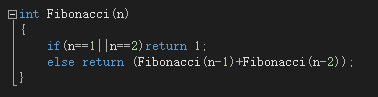 int Fibonacci(n)
{
if(n==1||n==2)return 1;
else return (Fibonacci(n-1)+Fibonacci(n-2));
}